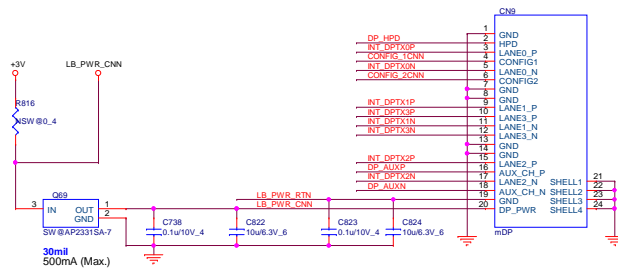 CN9
+3V
LB_PWR_CNN
R816
NSW@0_4
DP_HPD
INT_DPTX0P
CONFIG_1CNN
INT_DPTX0N
CONFIG_2CNN
INT_DPTX1P
INT_DPTX3P
INT_DPTX1N
INT_DPTX3N
INT_DPTX2P
DP_AUXP
INT_DPTX2N
DP_AUXN
LB_PWR_RTN
LB_PWR_CNN
1 GND
2 HPD
3 LANE0_P
4 CONFIG1
5 LANE0_N
6 CONFIG2
7 GND
8 GND
9 LANE1_P
10 LANE3_P
11 LANE1_N
12 LANE3_N
13 GND
14 GND
15 LANE2_P
16 AUX_CH_P
17 LANE2_N
18 AUX_CH_N
19 GND
20 DP_PWR
SHELL1 21
SHELL2 22
SHELL3 23
SHELL4 24
mDP
Q69
3 IN OUT 1
GND 2
SW@AP2331SA-7
C738
0.1u/10V_4
C822
10u/6.3V_6
C823
0.1u/10V_4
C824
10u/6.3V_6
30mil
500mA (Max.)